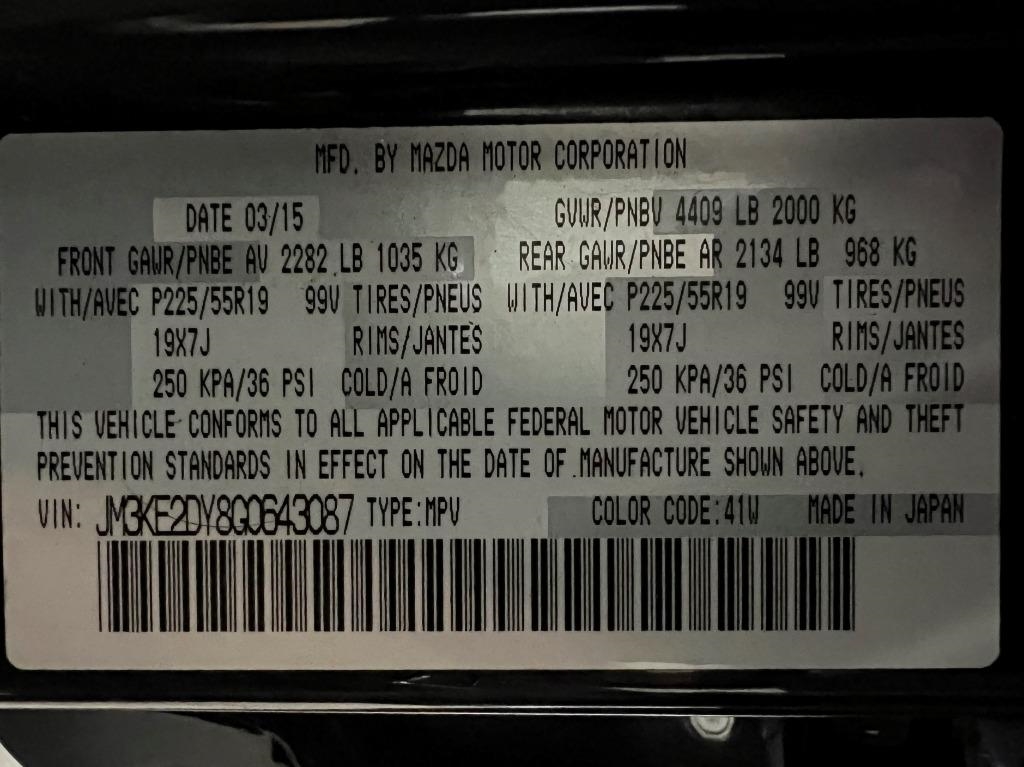 MFD. BY MAZDA MOTOR CORPORATION
DATE 03/15 GVWR/PNBV 4409 LB 2000 KG
FRONT GAWR/PNBE AV 2282 LB 1035 KG REAR GAWR/PNBE AR 2134 LB 968 KG
WITH/AVEC P225/55R19 99V TIRES/PNEUS WITH/AVEC P225/55R19 99V TIRES/PNEUS
19X7J RIMS/JANTES 19X7J RIMS/JANTES
250 KPA/36 PSI COLD/A FROID 250 KPA/36 PSI COLD/A FROID
THIS VEHICLE CONFORMS TO ALL APPLICABLE FEDERAL MOTOR VEHICLE SAFETY AND THEFT
PREVENTION STANDARDS IN EFFECT ON THE DATE OF MANUFACTURE SHOWN ABOVE.
VIN: JM3KE2DY8G0643087 TYPE:MPV COLOR CODE:41W MADE IN JAPAN